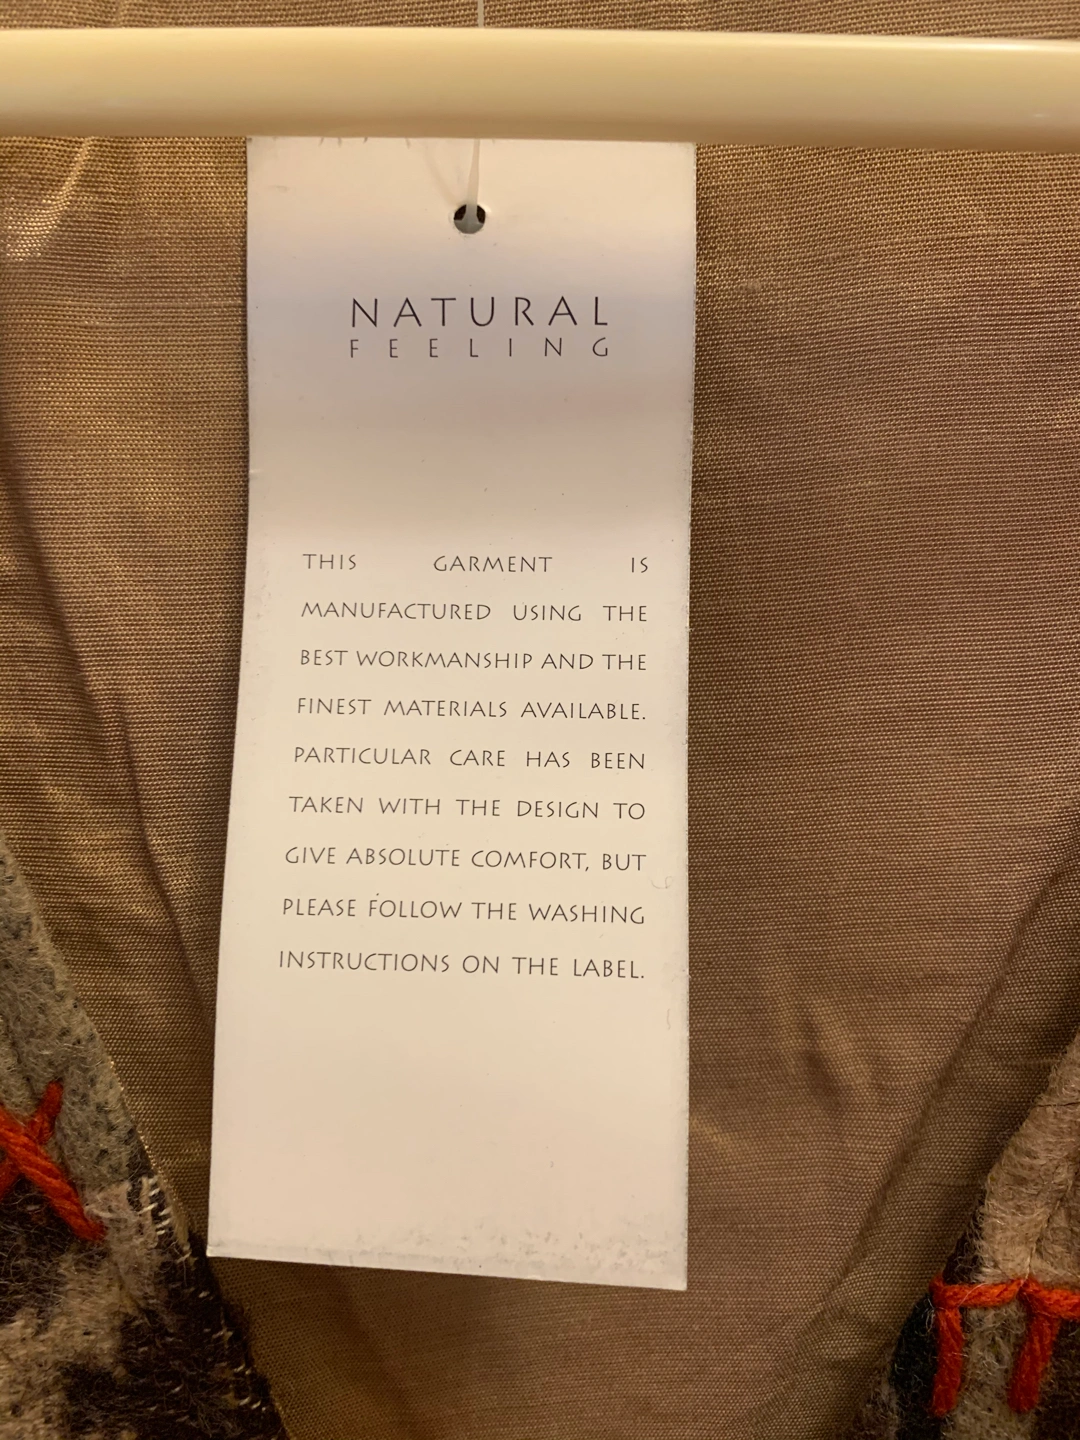 NATURAL
FEELING
THIS GARMENT IS
MANUFACTURED USING THE
BEST WORKMANSHIP AND THE
FINEST MATERIALS AVAILABLE.
PARTICULAR CARE HAS BEEN
TAKEN WITH THE DESIGN TO
GIVE ABSOLUTE COMFORT, BUT
PLEASE FOLLOW THE WASHING
INSTRUCTIONS ON THE LABEL.